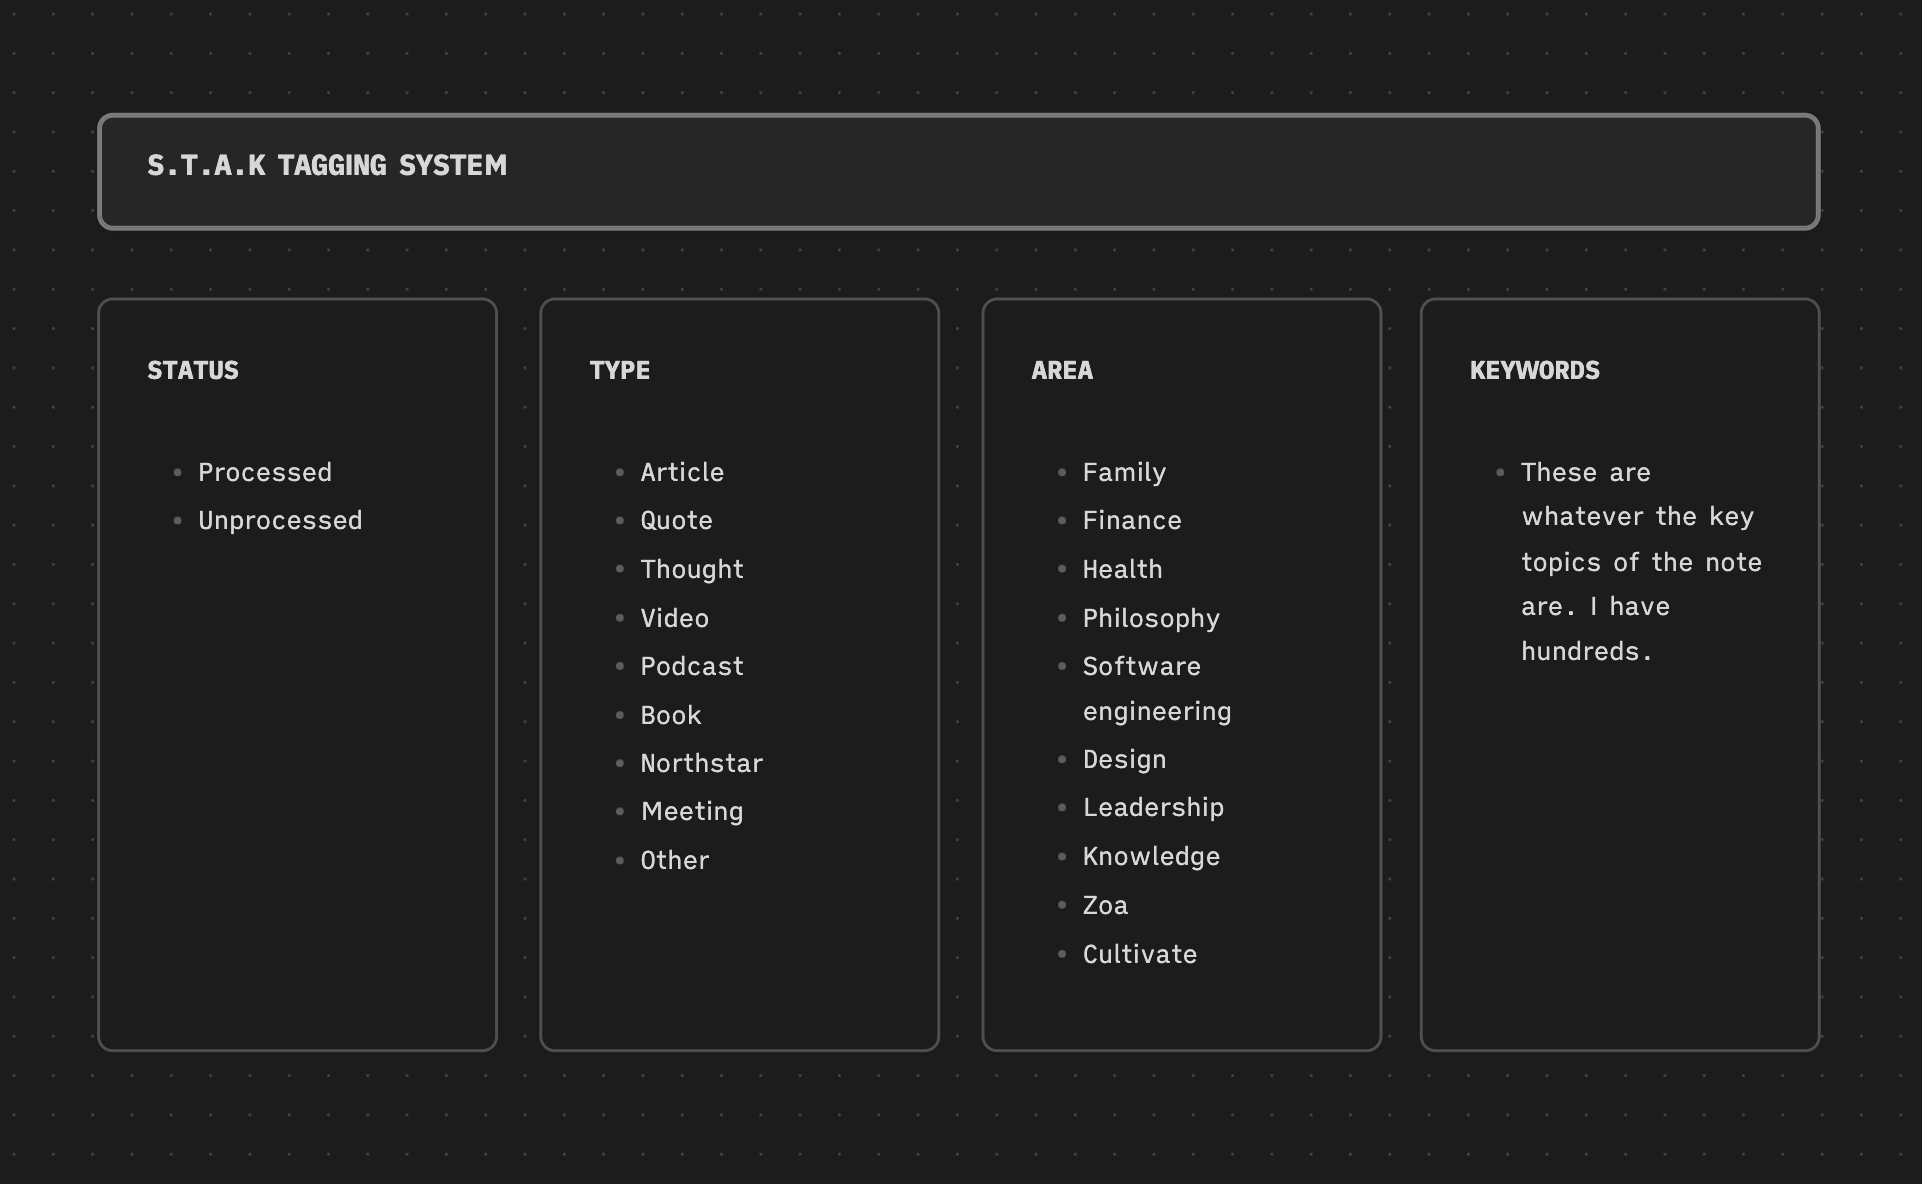 S.T.A.K TAGGING SYSTEM
STATUS
Processed
Unprocessed
TYPE
Article
Quote
Thought
Video
Podcast
Book
Northstar
Meeting
Other
AREA
Family
Finance
Health
Philosophy
Software
engineering
Design
Leadership
Knowledge
Zoa
Cultivate
KEYWORDS
These are
whatever the key
topics of the note
are. I have
hundreds.